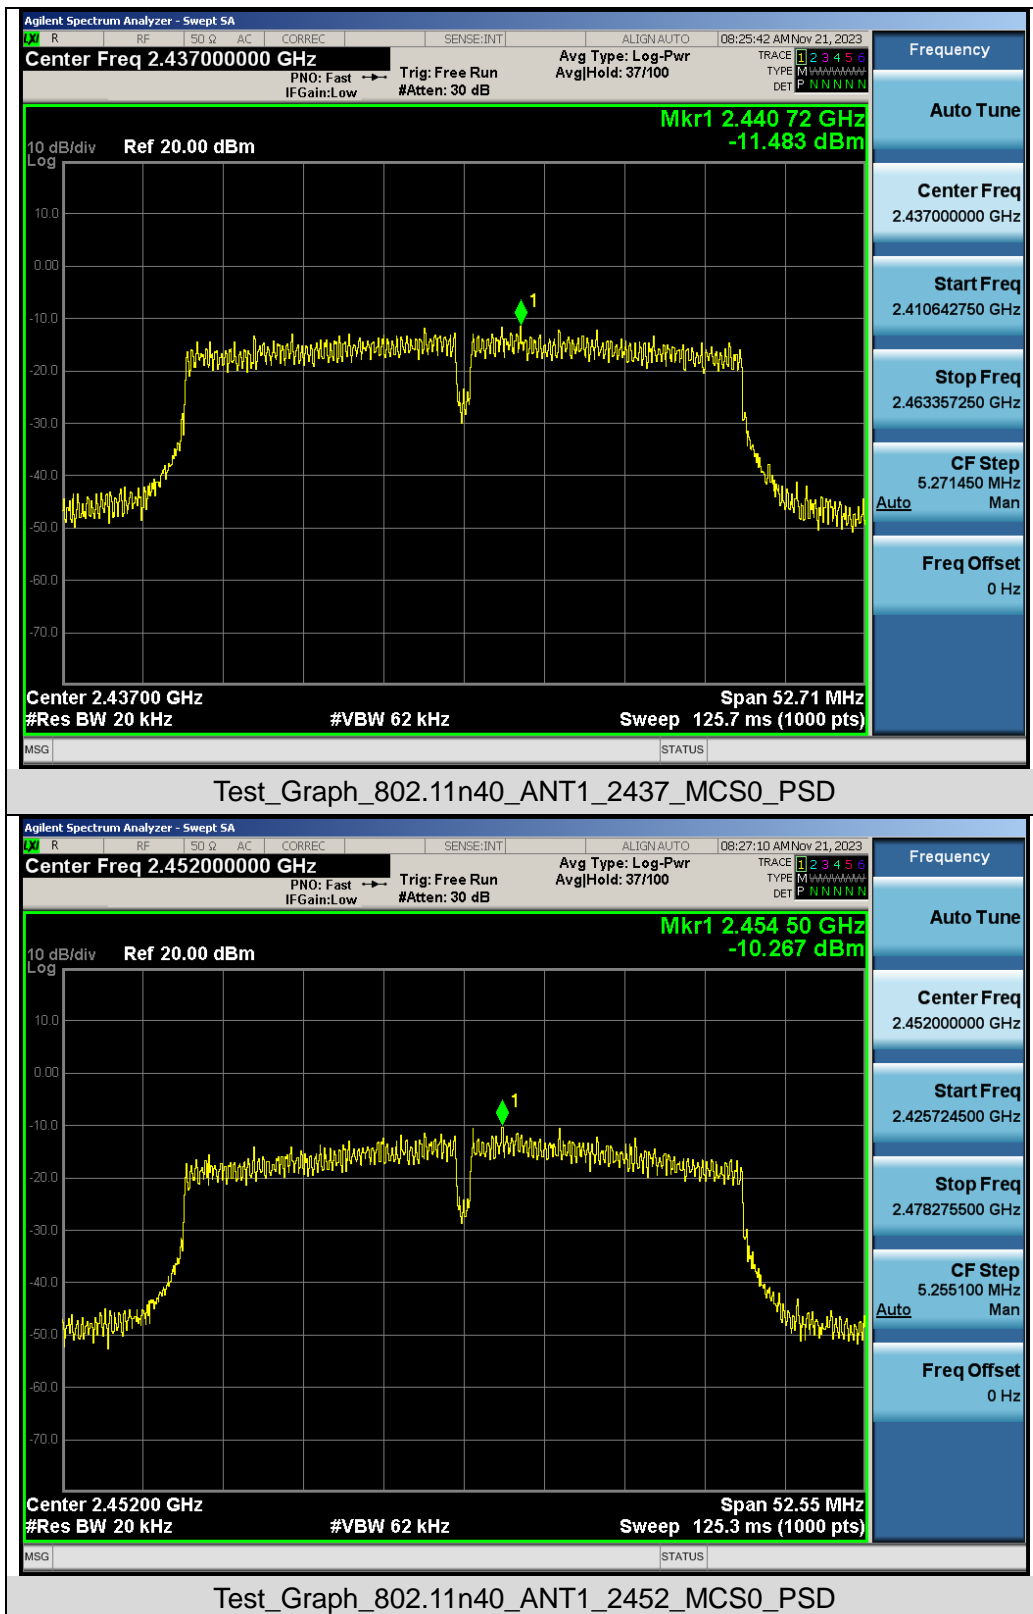 Agilent Spectrum Analyzer - Swept SA
LXI R RF 50 Ω AC CORREC SENSE:INT ALIGN AUTO 08:25:42 AM Nov 21, 2023
Center Freq 2.437000000 GHz
PNO: Fast
IFGain:Low
Trig: Free Run
#Atten: 30 dB
Avg Type: Log-Pwr
Avg|Hold: 37/100
TRACE 1 2 3 4 5 6
TYPE M
DET P N N N N N
Frequency
Auto Tune
Center Freq
2.437000000 GHz
Start Freq
2.410642750 GHz
Stop Freq
2.463357250 GHz
CF Step
5.271450 MHz
Auto Man
Freq Offset
0 Hz
Mkr1 2.440 72 GHz
-11.483 dBm
10 dB/div Ref 20.00 dBm
Log
10.0
0.00
-10.0
-20.0
-30.0
-40.0
-50.0
-60.0
-70.0
1
Center 2.43700 GHz Span 52.71 MHz
#Res BW 20 kHz #VBW 62 kHz Sweep 125.7 ms (1000 pts)
MSG STATUS
Test_Graph_802.11n40_ANT1_2437_MCS0_PSD
Agilent Spectrum Analyzer - Swept SA
LXI R RF 50 Ω AC CORREC SENSE:INT ALIGN AUTO 08:27:10 AM Nov 21, 2023
Center Freq 2.452000000 GHz
PNO: Fast
IFGain:Low
Trig: Free Run
#Atten: 30 dB
Avg Type: Log-Pwr
Avg|Hold: 37/100
TRACE 1 2 3 4 5 6
TYPE M
DET P N N N N N
Frequency
Auto Tune
Center Freq
2.452000000 GHz
Start Freq
2.425724500 GHz
Stop Freq
2.478275500 GHz
CF Step
5.255100 MHz
Auto Man
Freq Offset
0 Hz
Mkr1 2.454 50 GHz
-10.267 dBm
10 dB/div Ref 20.00 dBm
Log
10.0
0.00
-10.0
-20.0
-30.0
-40.0
-50.0
-60.0
-70.0
1
Center 2.45200 GHz Span 52.55 MHz
#Res BW 20 kHz #VBW 62 kHz Sweep 125.3 ms (1000 pts)
MSG STATUS
Test_Graph_802.11n40_ANT1_2452_MCS0_PSD